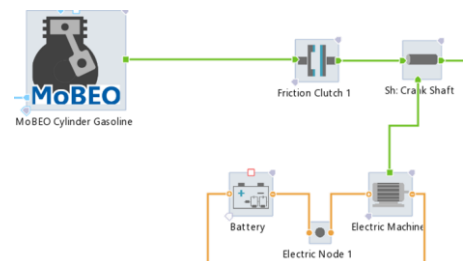 MOBEO
MoBEO Cylinder Gasoline
Friction Clutch 1
Sh: Crank Shaft
Battery
Electric Machine
Electric Node 1